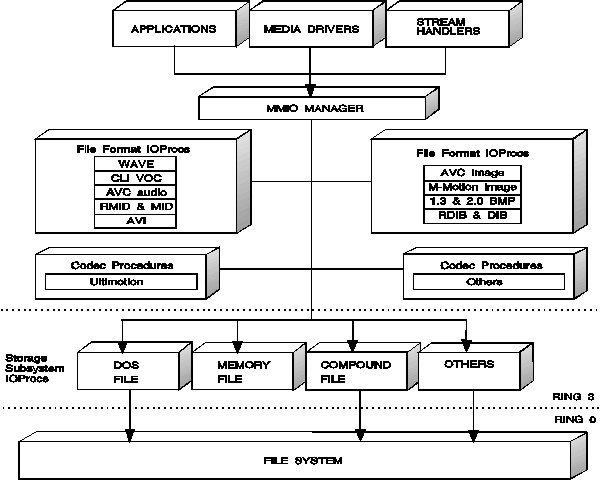 APPLICATIONS
MEDIA DRIVERS
STREAM
HANDLERS
MMIO MANAGER
File Format IOProcs
WAVE
CLI VOC
AVC audio
RMID & MID
AVI
File Format IOProcs
AVC Image
M-Motion Image
1.3 & 2.0 BMP
RDIB & DIB
Codec Procedures
Ultimotion
Codec Procedures
Others
Storage
Subsystem
IOProcs
DOS
FILE
MEMORY
FILE
COMPOUND
FILE
OTHERS
RING 3
RING 0
FILE SYSTEM